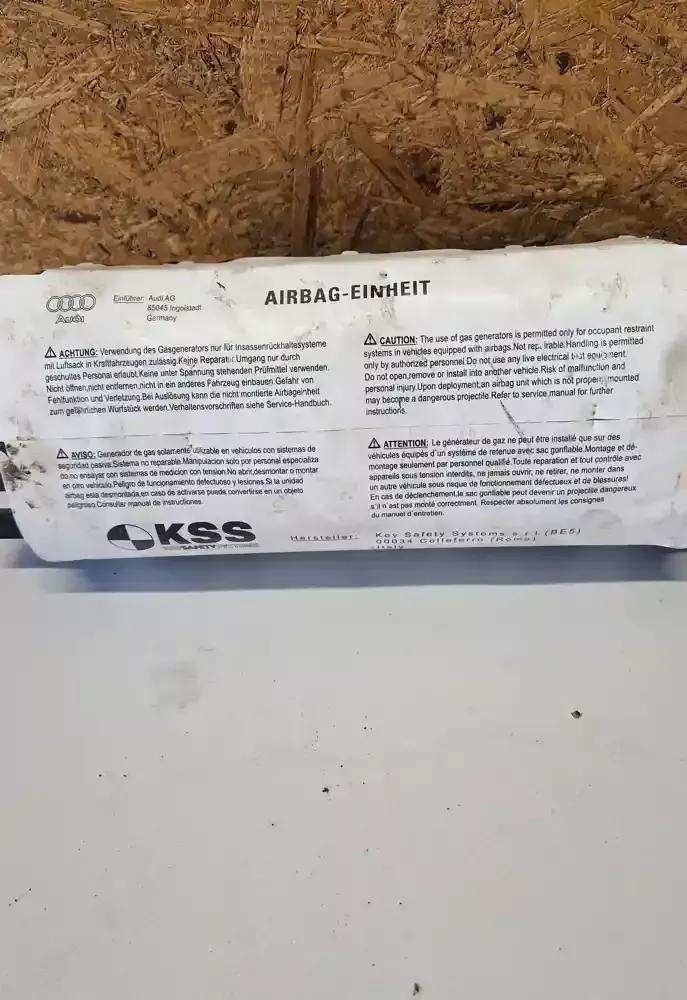 Audi
Einführer: Audi AG
85045 Ingolstadt
Germany
AIRBAG-EINHEIT
ACHTUNG: Verwendung des Gasgenerators nur für Insassenrückhaltesysteme
mit Luftsack in Kraftfahrzeugen zulässig.Keine Reparatur.Umgang nur durch
geschultes Personal erlaubt.Keine unter Spannung stehenden Prüfmittel verwenden.
Nicht öffnen,nicht entfernen,nicht in ein anderes Fahrzeug einbauen.Gefahr von
Fehlfunktion und Verletzung.Bei Auslösung kann die nicht montierte Airbageinheit
zum gefährlichen Wurfstück werden.Verhaltensvorschriften siehe Service-Handbuch.
CAUTION: The use of gas generators is permitted only for occupant restraint
systems in vehicles equipped with airbags.Not repairable.Handling is permitted
only by authorized personnel.Do not use any live electrical test equipment.
Do not open,remove or install into another vehicle.Risk of malfunction and
personal injury.Upon deployment,an airbag unit which is not properly mounted
may become a dangerous projectile.Refer to service manual for further
instructions.
AVISO: Generador de gas solamente utilizable en vehiculos con sistemas de
seguridad pasiva.Sistema no reparable.Manipulacion solo por personal especializa
do,no ensayar con sistemas de medicion con tension.No abrir,desmontar o montar
en otro vehiculo.Peligro de funcionamiento defectuoso y lesiones.Si la unidad
airbag esta desmontada,en caso de activarse puede convertirse en un objeto
peligroso.Consultar manual de instrucciones.
ATTENTION: Le générateur de gaz ne peut être installé que sur des
véhicules équipés d'un système de retenue avec sac gonflable.Montage et dé-
montage seulement par personnel qualifié.Toute reparation et tout contrôle avec
appareils sous tension interdits, ne jamais ouvrir, ne retirer, ne monter dans
un autre véhicule sous risque de fonctionnement défectueux et de blessures!
En cas de déclenchement,le sac gonflable peut devenir un projectile dangereux
s'il n'est pas monté correctement. Respecter absolument les consignes
du manuel d'entretien.
KSS
SAFETY
Hersteller: Key Safety Systems s.r.l. (BE5)
00034 Colleferro (Roma)
Italy